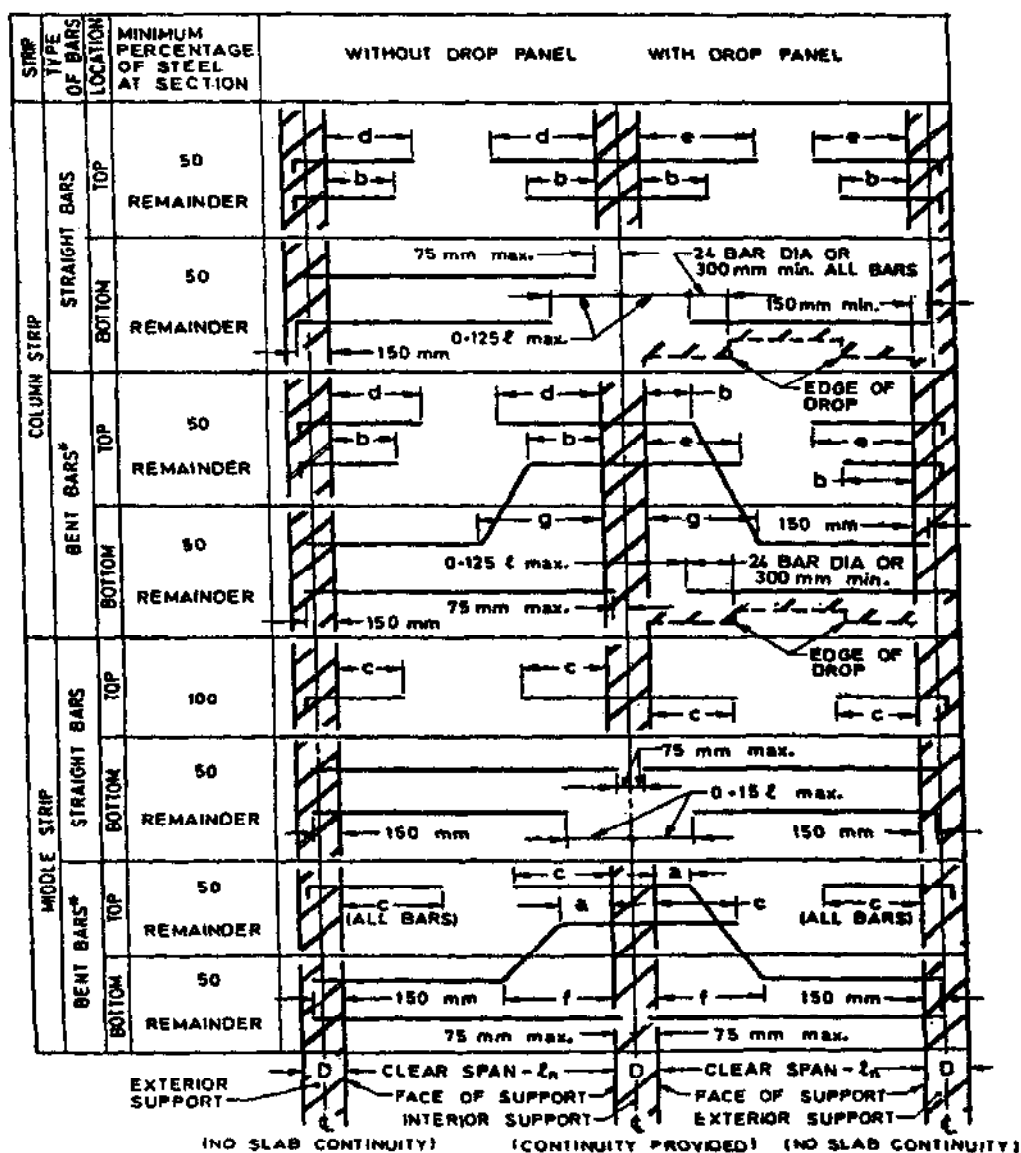 STRIP
TYPE OF BARS
LOCATION
MINIMUM
PERCENTAGE
OF STEEL
AT SECTION
WITHOUT DROP PANEL
WITH DROP PANEL
COLUMN STRIP
STRAIGHT BARS
TOP
50
d
d
e
e
REMAINDER
b
b
b
b
BOTTOM
50
75 mm max.
24 BAR DIA OR
300 mm min. ALL BARS
150 mm min.
REMAINDER
0·125 ℓ max.
150 mm
EDGE OF
DROP
BENT BARS*
TOP
50
d
d
b
REMAINDER
b
b
e
e
b
BOTTOM
50
g
g
150 mm
0·125 ℓ max.
24 BAR DIA OR
300 mm min.
REMAINDER
75 mm max.
150 mm
EDGE OF
DROP
MIDDLE STRIP
STRAIGHT BARS
TOP
100
c
c
c
c
BOTTOM
50
75 mm max.
0·15 ℓ max.
REMAINDER
150 mm
150 mm
BENT BARS*
TOP
50
c
a
c
(ALL BARS)
a
c
c
(ALL BARS)
REMAINDER
BOTTOM
50
150 mm
f
f
150 mm
REMAINDER
75 mm max.
75 mm max.
D
CLEAR SPAN - ℓn
D
CLEAR SPAN - ℓn
D
EXTERIOR
SUPPORT
FACE OF SUPPORT
INTERIOR SUPPORT
FACE OF SUPPORT
EXTERIOR SUPPORT
℄
℄
℄
(NO SLAB CONTINUITY)
(CONTINUITY PROVIDED)
(NO SLAB CONTINUITY)